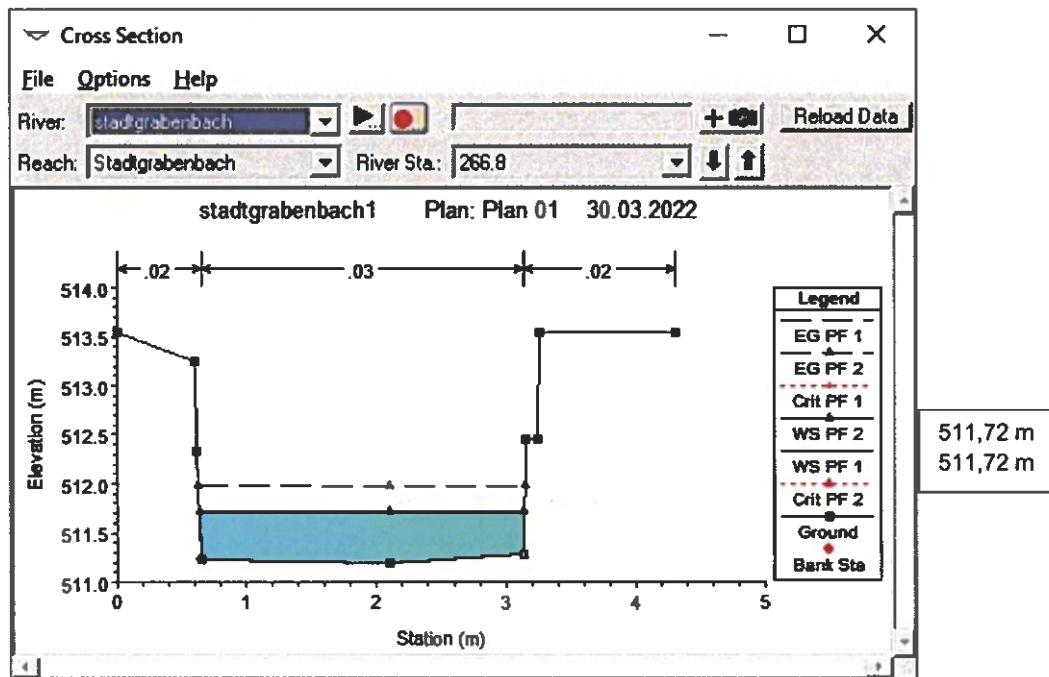 Cross Section
File Options Help
River: stadtgrabenbach Reload Data
Reach: Stadtgrabenbach River Sta.: 266.8
stadtgrabenbach1 Plan: Plan 01 30.03.2022
.02 .03 .02
514.0
513.5
513.0
512.5
512.0
511.5
511.0
0 1 2 3 4 5
Elevation (m)
Station (m)
Legend
EG PF 1
EG PF 2
Crit PF 1
WS PF 2
WS PF 1
Crit PF 2
Ground
Bank Sta
511,72 m
511,72 m